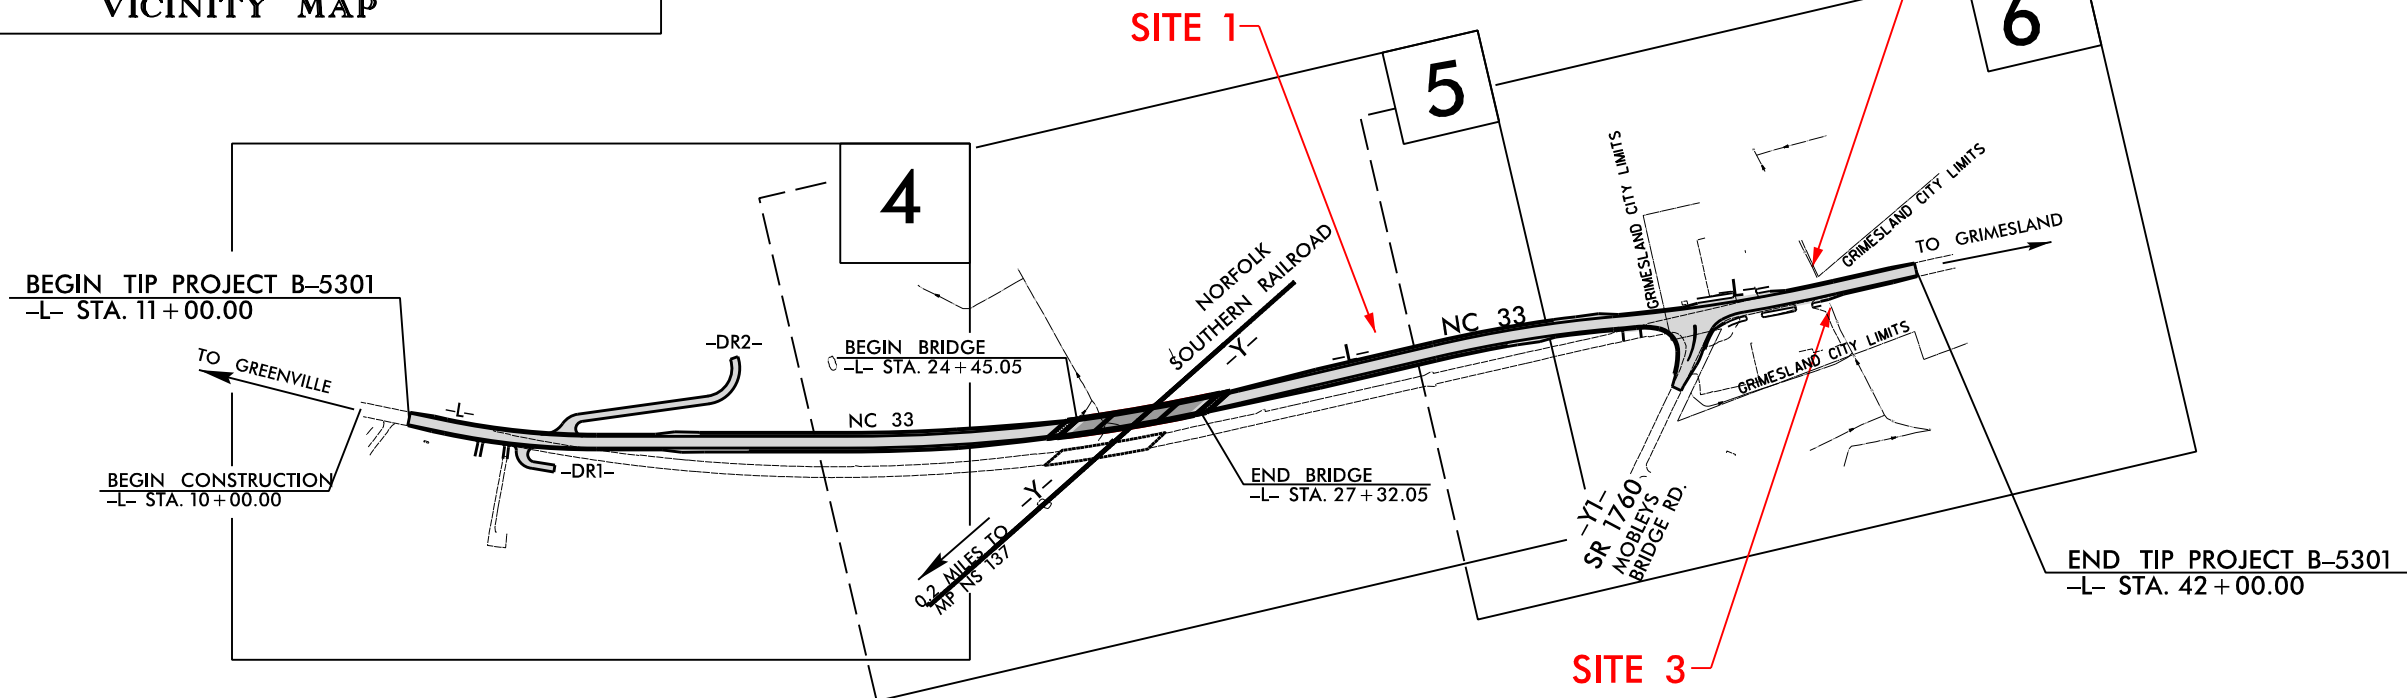 VICINITY MAP
SITE 1
6
5
4
GRIMESLAND CITY LIMITS
GRIMESLAND CITY LIMITS
GRIMESLAND CITY LIMITS
TO GRIMESLAND
NORFOLK
SOUTHERN RAILROAD
-Y-
BEGIN TIP PROJECT B-5301
-L- STA. 11+00.00
TO GREENVILLE
-DR2-
BEGIN BRIDGE
-L- STA. 24+45.05
-L-
NC 33
-L-
NC 33
-L-
-DR1-
BEGIN CONSTRUCTION
-L- STA. 10+00.00
END BRIDGE
-L- STA. 27+32.05
-Y-
0.2 MILES TO
MP NS 137
-Y1-
SR 1760
MOBLEYS
BRIDGE RD.
END TIP PROJECT B-5301
-L- STA. 42+00.00
SITE 3